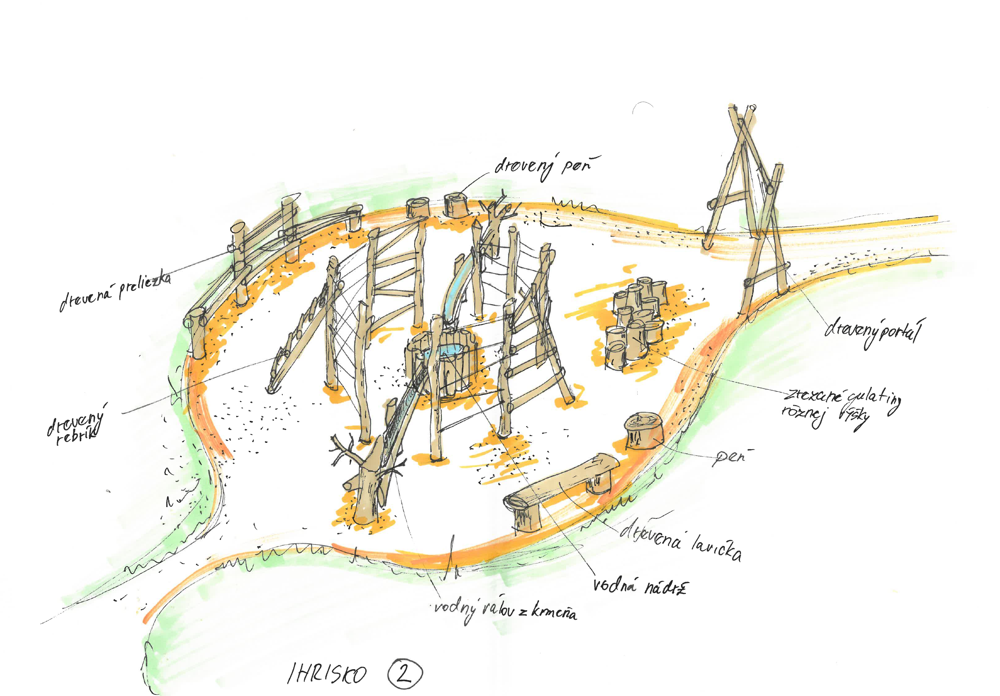 drevený peň
drevená preliezka
drevený portál
drevený
rebrík
zrezané gulatiny
rôznej výšky
peň
drevená lavička
vodná nádrž
vodný válov z kmeňa
IHRISKO 2